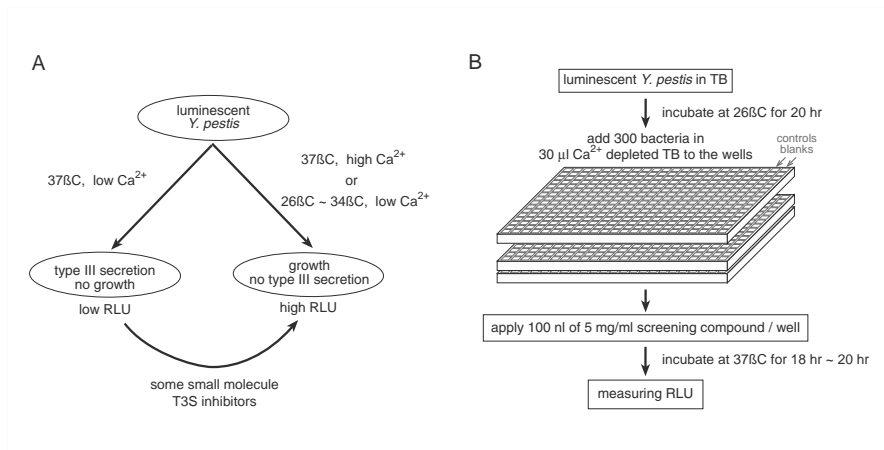 A
luminescent
Y. pestis
37ßC, low Ca²⁺
37ßC, high Ca²⁺
or
26ßC ~ 34ßC, low Ca²⁺
type III secretion
no growth
low RLU
growth
no type III secretion
high RLU
some small molecule
T3S inhibitors
B
luminescent Y. pestis in TB
incubate at 26ßC for 20 hr
add 300 bacteria in
30 µl Ca²⁺ depleted TB to the wells
controls
blanks
apply 100 nl of 5 mg/ml screening compound / well
incubate at 37ßC for 18 hr ~ 20 hr
measuring RLU